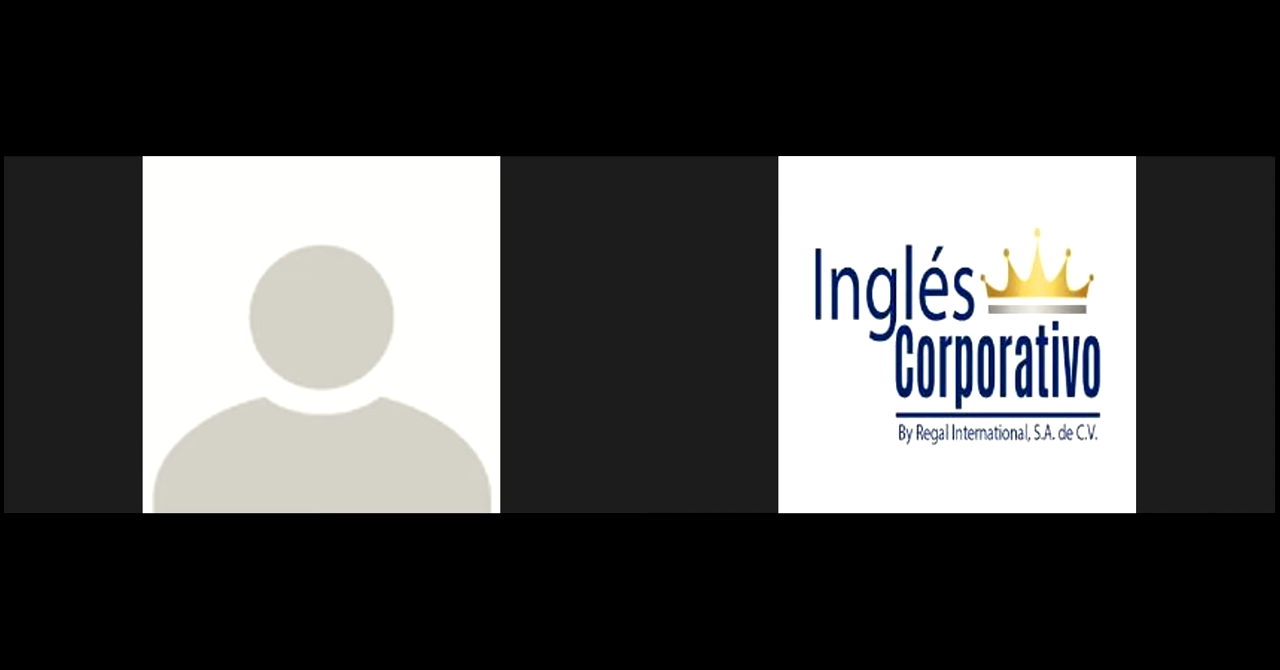 Inglés
Corporativo
By Regal International, S.A. de C.V.